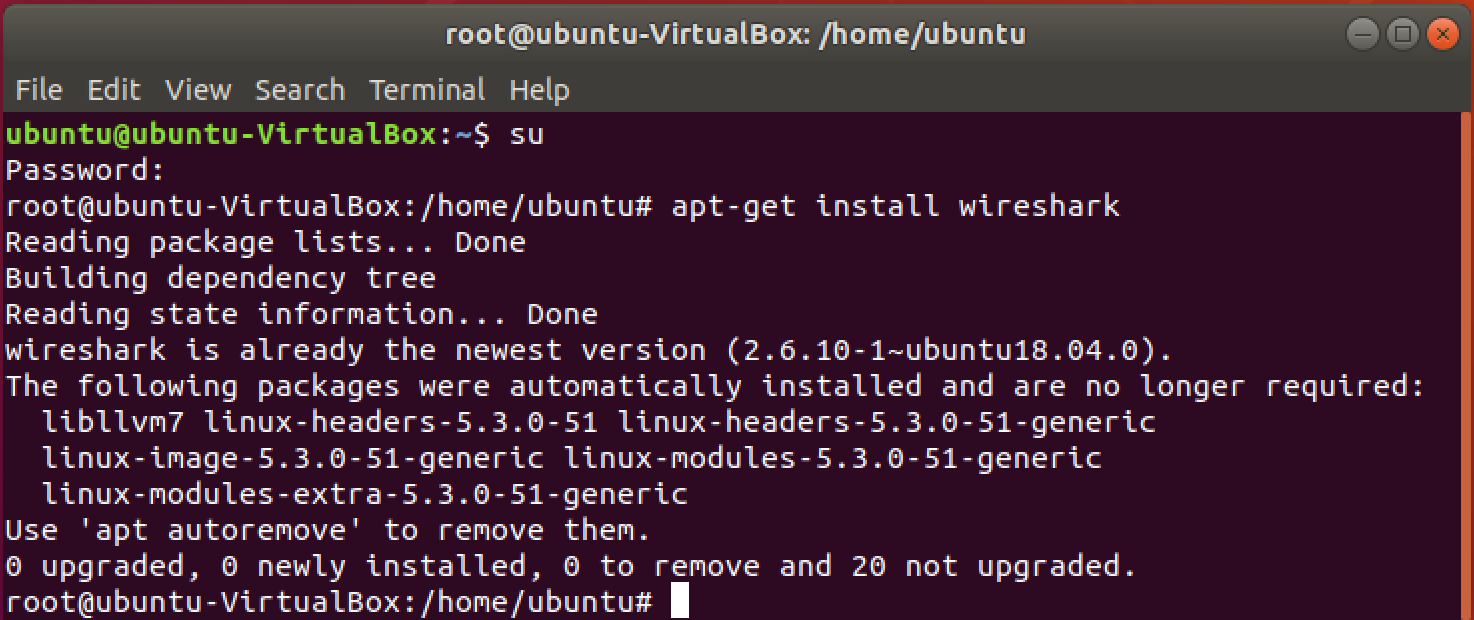 root@ubuntu-VirtualBox: /home/ubuntu
File Edit View Search Terminal Help
ubuntu@ubuntu-VirtualBox:~$ su
Password:
root@ubuntu-VirtualBox:/home/ubuntu# apt-get install wireshark
Reading package lists... Done
Building dependency tree
Reading state information... Done
wireshark is already the newest version (2.6.10-1~ubuntu18.04.0).
The following packages were automatically installed and are no longer required:
  libllvm7 linux-headers-5.3.0-51 linux-headers-5.3.0-51-generic
  linux-image-5.3.0-51-generic linux-modules-5.3.0-51-generic
  linux-modules-extra-5.3.0-51-generic
Use 'apt autoremove' to remove them.
0 upgraded, 0 newly installed, 0 to remove and 20 not upgraded.
root@ubuntu-VirtualBox:/home/ubuntu#